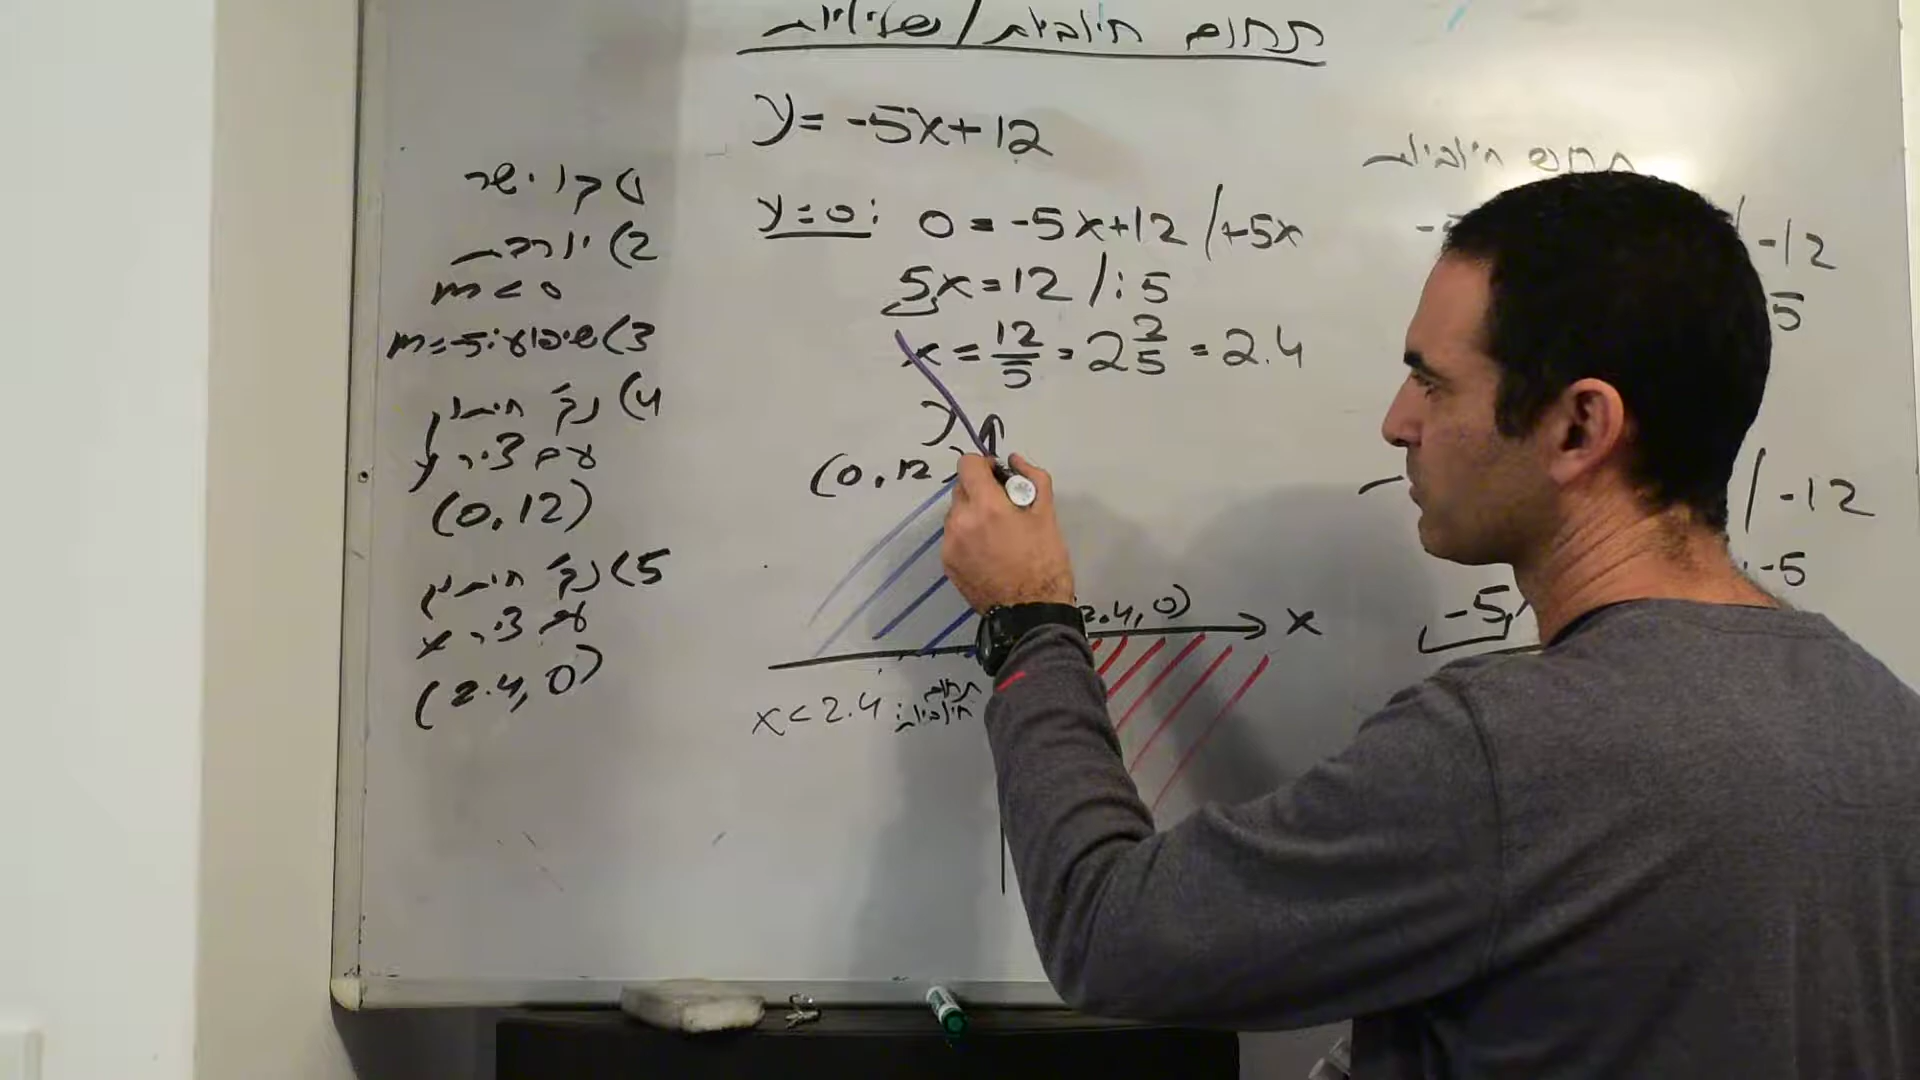 תחום חיוביות/שליליות
y = -5x+12
1) קו ישר
2) יורדת
m < 0
3) שיפוע: m=-5
4) נק' חיתוך
עם ציר y
(0,12)
5) נק' חיתוך
עם ציר x
(2.4,0)
y=0: 0 = -5x+12 /+5x
5x=12 /:5
x = 12/5 = 2 2/5 = 2.4
y
(0,12)
2.4,0)
x
תחום
חיוביות: x<2.4
תחום חיוביות
/-12
5
/-12
:-5
-5